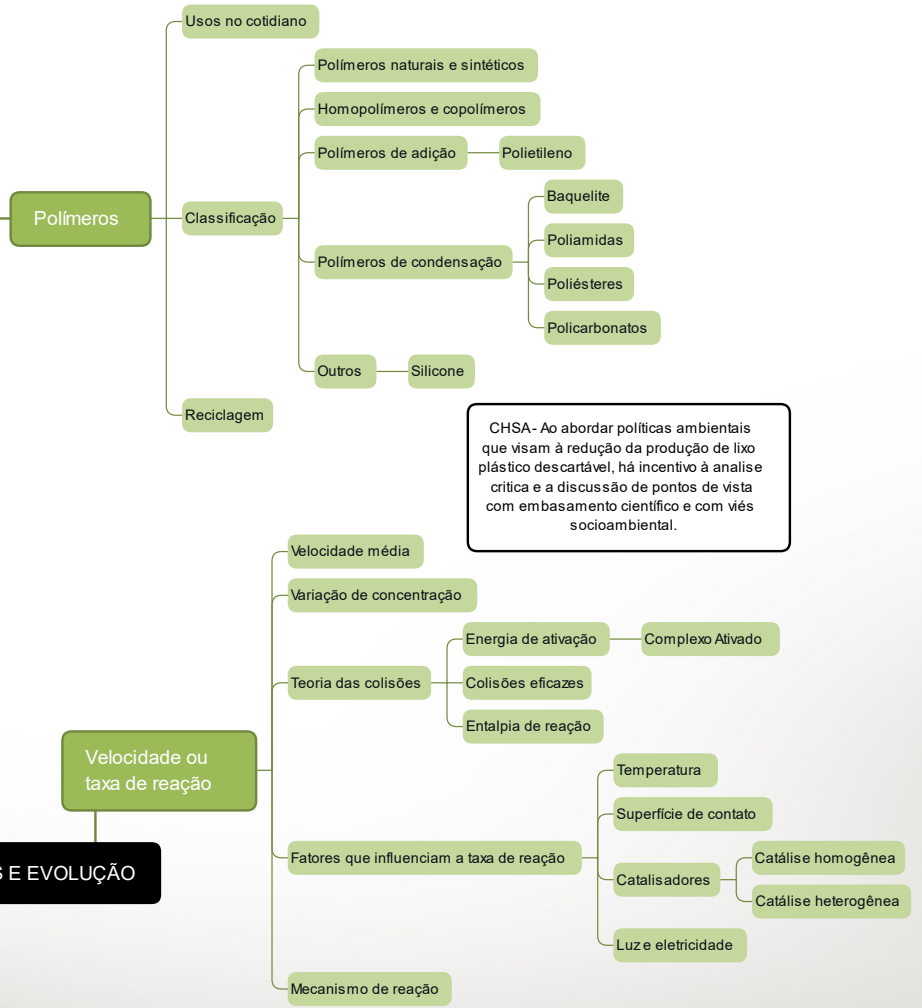 Usos no cotidiano
Polímeros naturais e sintéticos
Homopolímeros e copolímeros
Polímeros de adição
Polietileno
Baquelite
Polímeros
Classificação
Poliamidas
Polímeros de condensação
Poliésteres
Policarbonatos
Outros
Silicone
Reciclagem
CHSA- Ao abordar políticas ambientais
que visam à redução da produção de lixo
plástico descartável, há incentivo à analise
critica e a discussão de pontos de vista
com embasamento científico e com viés
socioambiental.
Velocidade média
Variação de concentração
Energia de ativação
Complexo Ativado
Teoria das colisões
Colisões eficazes
Entalpia de reação
Velocidade ou
taxa de reação
Temperatura
Superfície de contato
Fatores que influenciam a taxa de reação
Catálise homogênea
Catalisadores
Catálise heterogênea
S E EVOLUÇÃO
Luz e eletricidade
Mecanismo de reação